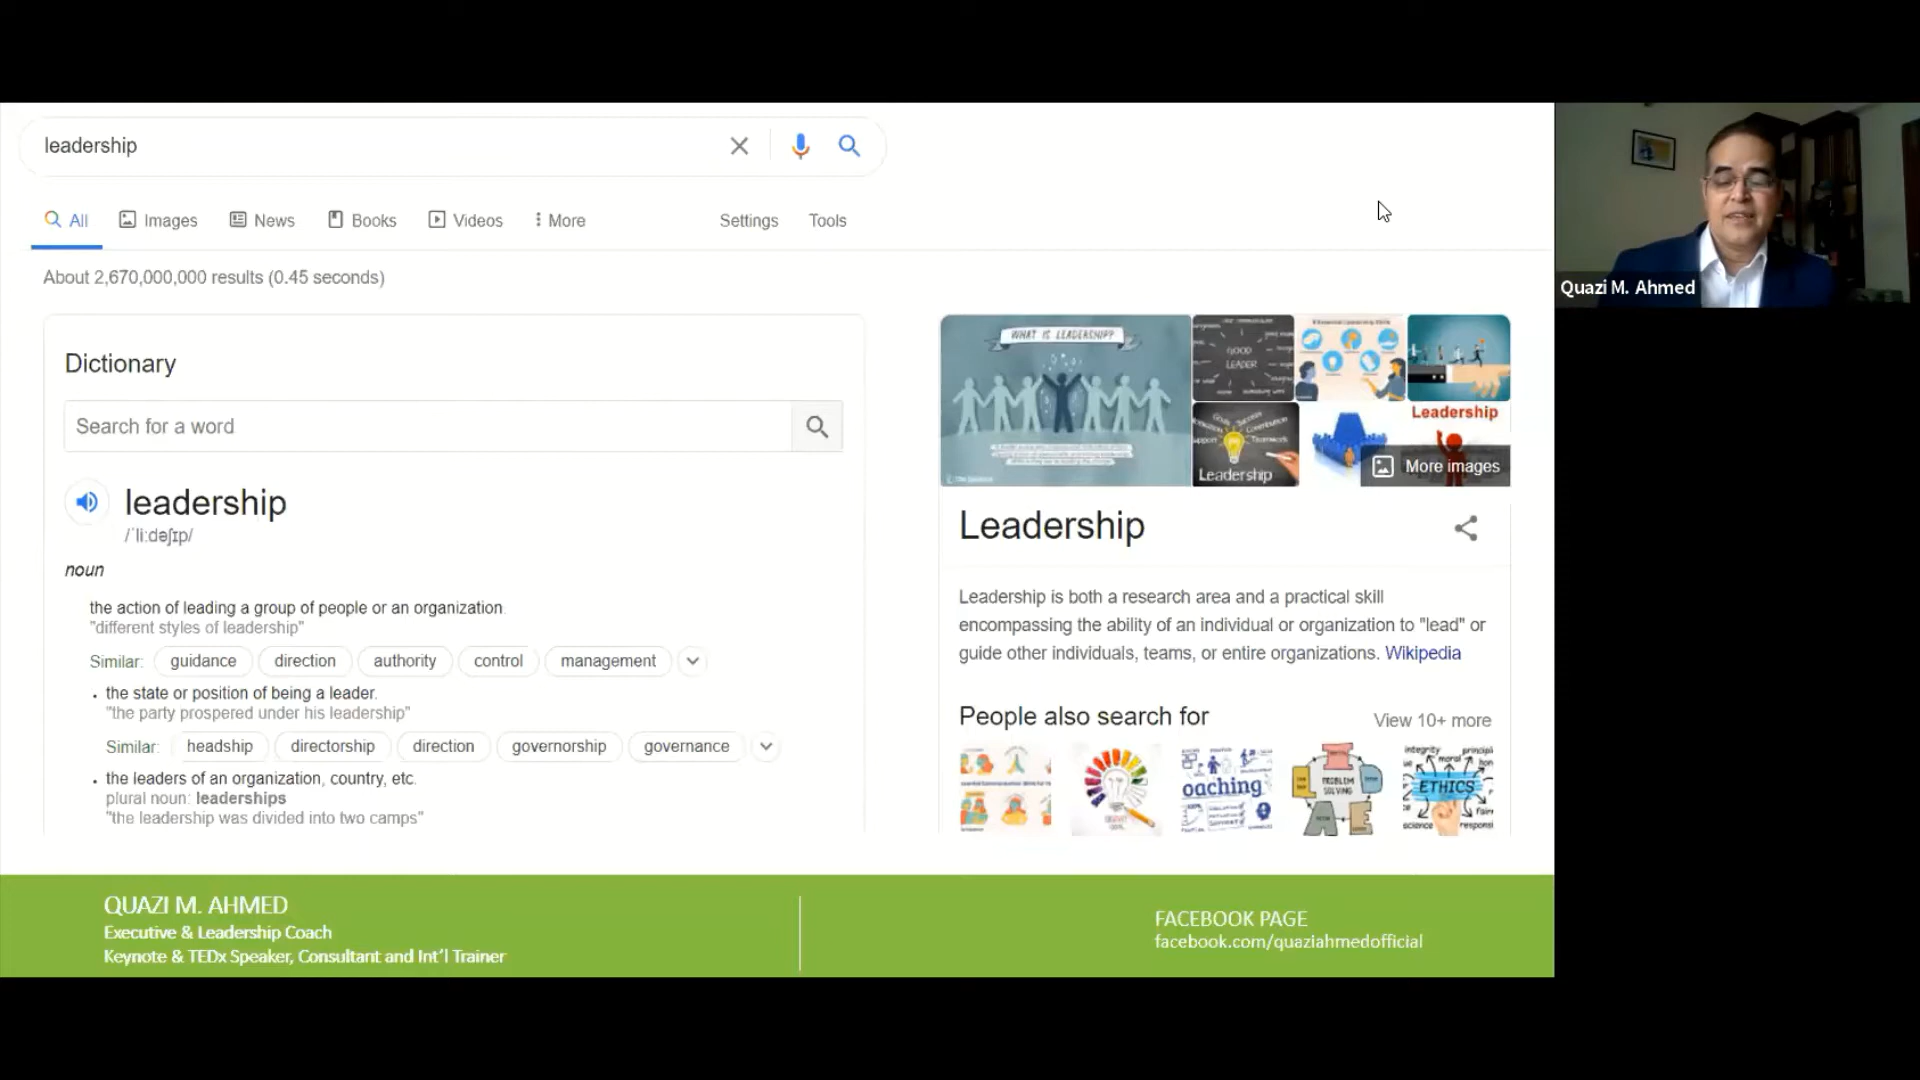 leadership
All
Images
News
Books
Videos
More
Settings
Tools
About 2,670,000,000 results (0.45 seconds)
Dictionary
Search for a word
leadership
/ˈliːdəʃɪp/
noun
the action of leading a group of people or an organization.
"different styles of leadership"
Similar: guidance direction authority control management
• the state or position of being a leader.
"the party prospered under his leadership"
Similar: headship directorship direction governorship governance
• the leaders of an organization, country, etc.
plural noun: leaderships
"the leadership was divided into two camps"
WHAT IS LEADERSHIP?
GOOD
LEADER
Leadership
Leadership
More images
Leadership
Leadership is both a research area and a practical skill
encompassing the ability of an individual or organization to "lead" or
guide other individuals, teams, or entire organizations. Wikipedia
People also search for
View 10+ more
oaching
PROBLEM
SOLVING
integrity
moral
ETHICS
science
Quazi M. Ahmed
QUAZI M. AHMED
Executive & Leadership Coach
Keynote & TEDx Speaker, Consultant and Int'l Trainer
FACEBOOK PAGE
facebook.com/quaziahmedofficial